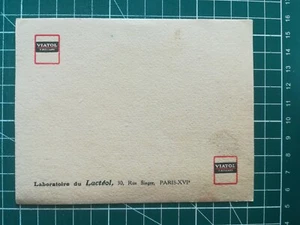 VIATOL
VIATOL
Laboratoire du Lactéol, 30, Rue Singer, PARIS-XVIe